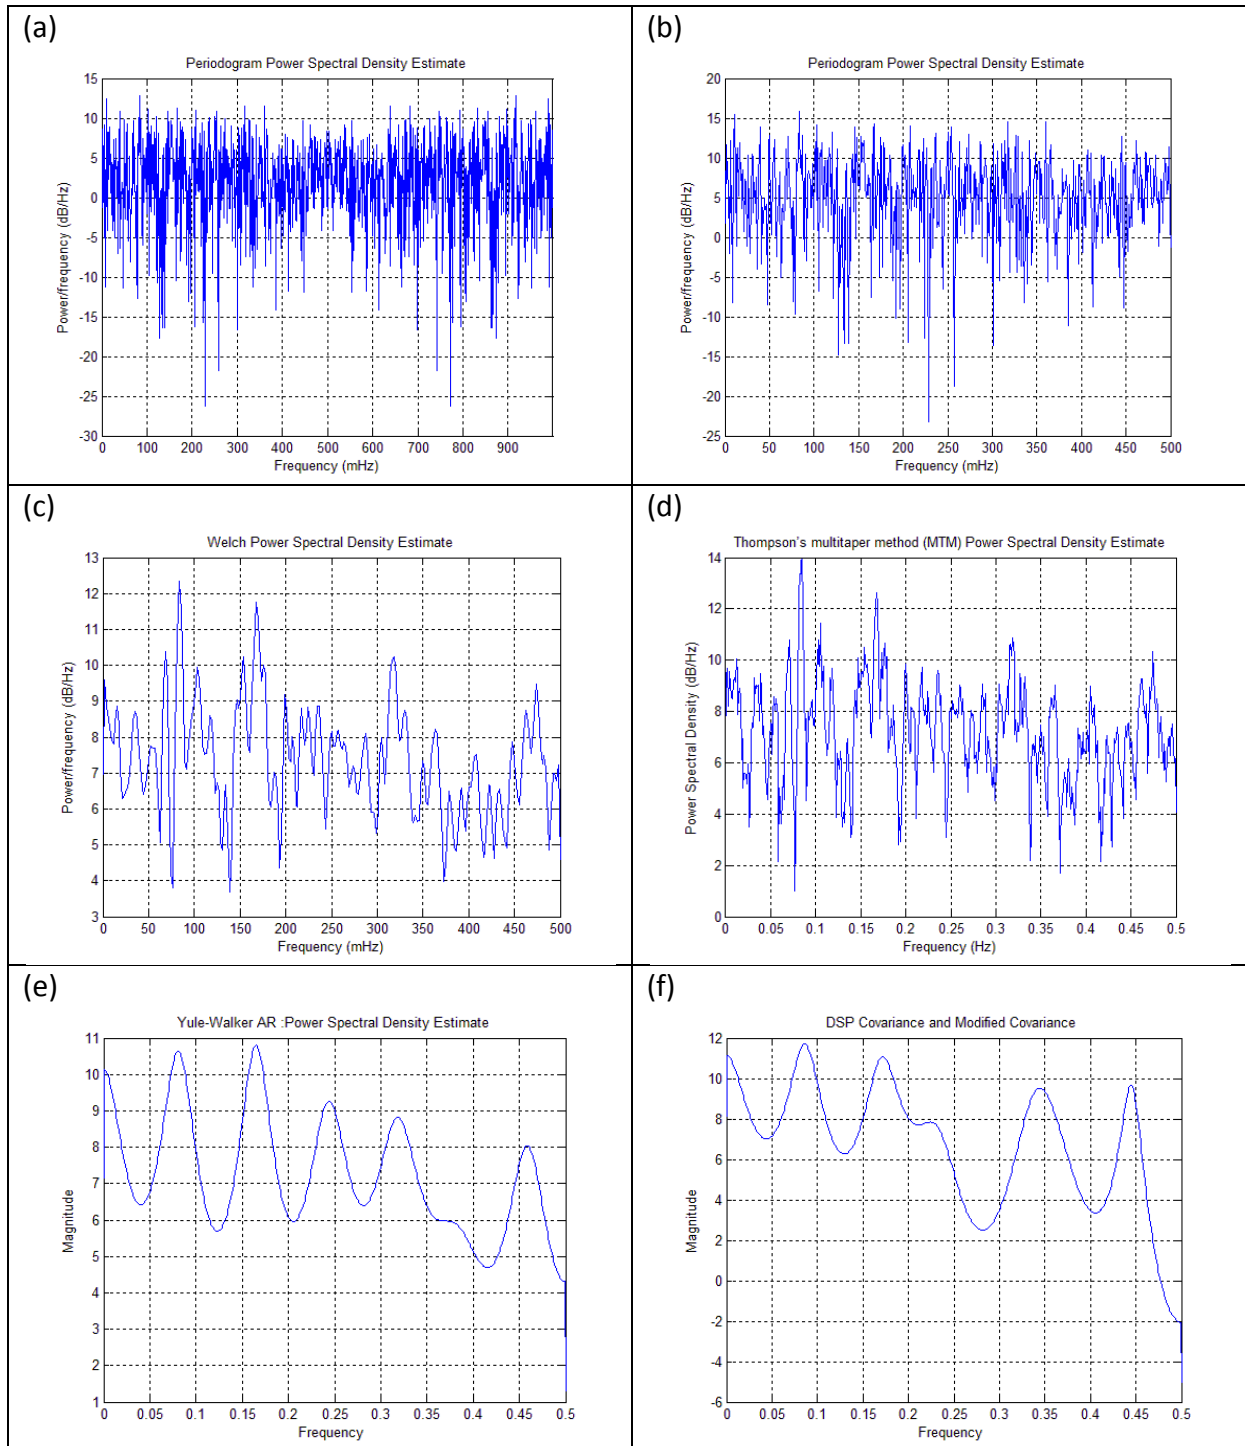 (a)
Periodogram Power Spectral Density Estimate
Power/frequency (dB/Hz)
15
10
5
0
-5
-10
-15
-20
-25
-30
0 100 200 300 400 500 600 700 800 900
Frequency (mHz)
(b)
Periodogram Power Spectral Density Estimate
Power/frequency (dB/Hz)
20
15
10
5
0
-5
-10
-15
-20
-25
0 50 100 150 200 250 300 350 400 450 500
Frequency (mHz)
(c)
Welch Power Spectral Density Estimate
Power/frequency (dB/Hz)
13
12
11
10
9
8
7
6
5
4
3
0 50 100 150 200 250 300 350 400 450 500
Frequency (mHz)
(d)
Thompson's multitaper method (MTM) Power Spectral Density Estimate
Power Spectral Density (dB/Hz)
14
12
10
8
6
4
2
0
0 0.05 0.1 0.15 0.2 0.25 0.3 0.35 0.4 0.45 0.5
Frequency (Hz)
(e)
Yule-Walker AR :Power Spectral Density Estimate
Magnitude
11
10
9
8
7
6
5
4
3
2
1
0 0.05 0.1 0.15 0.2 0.25 0.3 0.35 0.4 0.45 0.5
Frequency
(f)
DSP Covariance and Modified Covariance
Magnitude
12
10
8
6
4
2
0
-2
-4
-6
0 0.05 0.1 0.15 0.2 0.25 0.3 0.35 0.4 0.45 0.5
Frequency